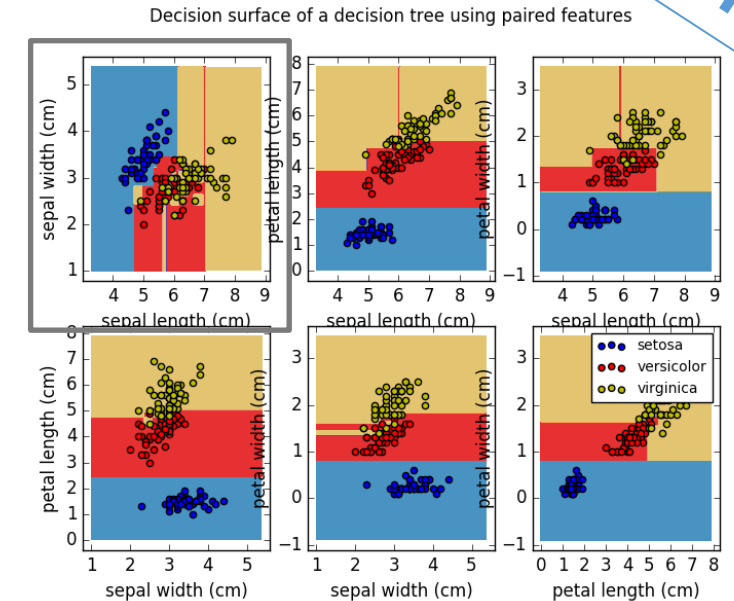 Decision surface of a decision tree using paired features
5
4
3
2
1
sepal width (cm)
4 5 6 7 8 9
sepal length (cm)
8
7
6
5
4
3
2
1
0
petal length (cm)
4 5 6 7 8 9
sepal length (cm)
3
2
1
0
−1
petal width (cm)
4 5 6 7 8 9
sepal length (cm)
8
7
6
5
4
3
2
1
0
petal length (cm)
1 2 3 4 5
sepal width (cm)
3
2
1
0
−1
petal width (cm)
1 2 3 4 5
sepal width (cm)
3
2
1
0
−1
petal width (cm)
0 1 2 3 4 5 6 7 8
petal length (cm)
setosa
versicolor
virginica